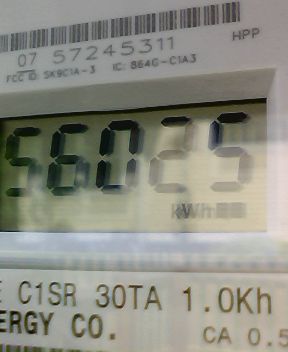 HPP
07 57245311
FCC ID: SK9C1A-3 IC: 864G-C1A3
56025
kWh
E C1SR 30TA 1.0Kh
ERGY CO.
CA 0.5